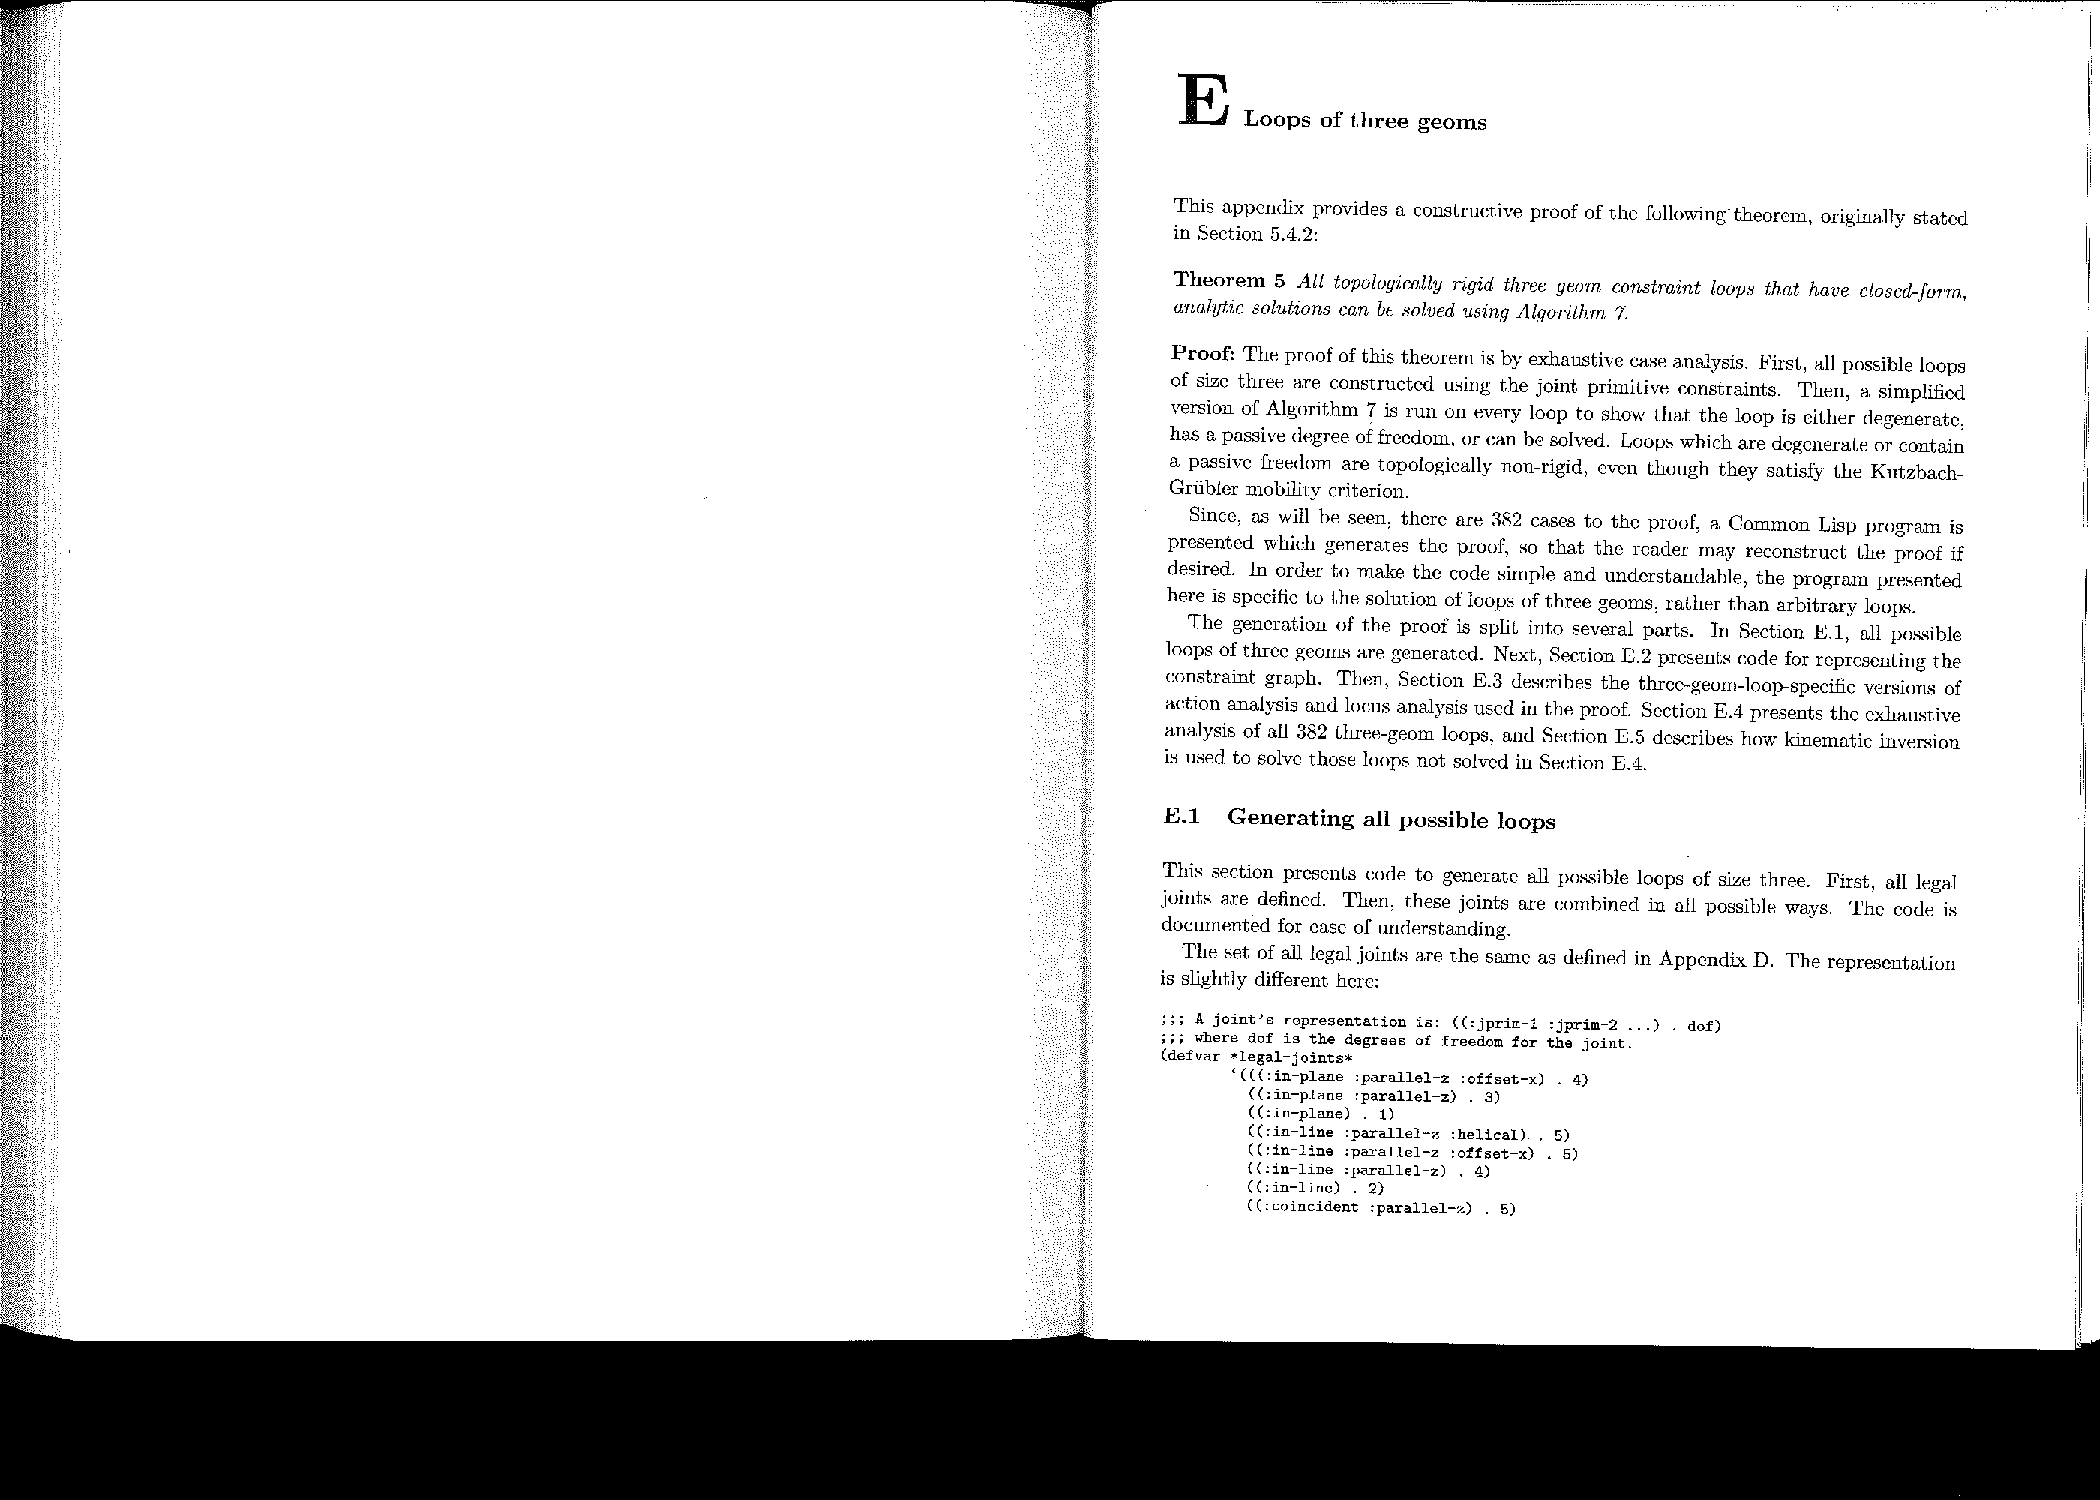 E Loops of three geoms
This appendix provides a constructive proof of the following theorem, originally stated
in Section 5.4.2:
Theorem 5 All topologically rigid three geom constraint loops that have closed-form,
analytic solutions can be solved using Algorithm 7.
Proof: The proof of this theorem is by exhaustive case analysis. First, all possible loops
of size three are constructed using the joint primitive constraints. Then, a simplified
version of Algorithm 7 is run on every loop to show that the loop is either degenerate,
has a passive degree of freedom, or can be solved. Loops which are degenerate or contain
a passive freedom are topologically non-rigid, even though they satisfy the Kutzbach-
Grübler mobility criterion.
Since, as will be seen, there are 382 cases to the proof, a Common Lisp program is
presented which generates the proof, so that the reader may reconstruct the proof if
desired. In order to make the code simple and understandable, the program presented
here is specific to the solution of loops of three geoms, rather than arbitrary loops.
The generation of the proof is split into several parts. In Section E.1, all possible
loops of three geoms are generated. Next, Section E.2 presents code for representing the
constraint graph. Then, Section E.3 describes the three-geom-loop-specific versions of
action analysis and locus analysis used in the proof. Section E.4 presents the exhaustive
analysis of all 382 three-geom loops, and Section E.5 describes how kinematic inversion
is used to solve those loops not solved in Section E.4.
E.1 Generating all possible loops
This section presents code to generate all possible loops of size three. First, all legal
joints are defined. Then, these joints are combined in all possible ways. The code is
documented for ease of understanding.
The set of all legal joints are the same as defined in Appendix D. The representation
is slightly different here:
;;; A joint's representation is: ((:jprim-1 :jprim-2 ...) . dof)
;;; where dof is the degrees of freedom for the joint.
(defvar *legal-joints*
'(((:in-plane :parallel-z :offset-x) . 4)
((:in-plane :parallel-z) . 3)
((:in-plane) . 1)
((:in-line :parallel-z :helical) . 5)
((:in-line :parallel-z :offset-x) . 5)
((:in-line :parallel-z) . 4)
((:in-line) . 2)
((:coincident :parallel-z) . 5)